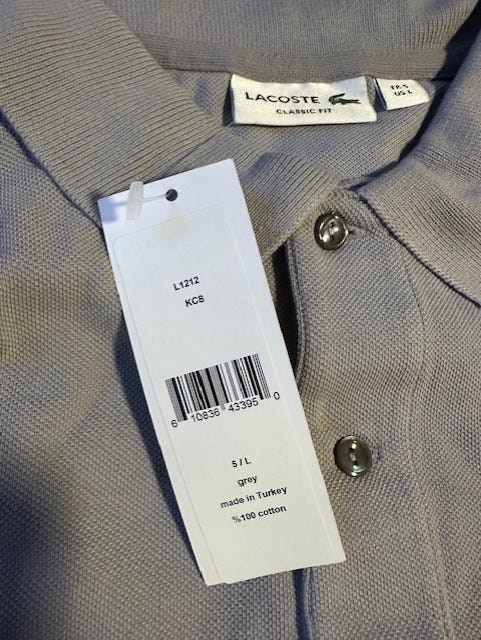 LACOSTE
CLASSIC FIT
FR 5
US L
L1212
KC8
6 10836 43395 0
5 / L
grey
made in Turkey
%100 cotton